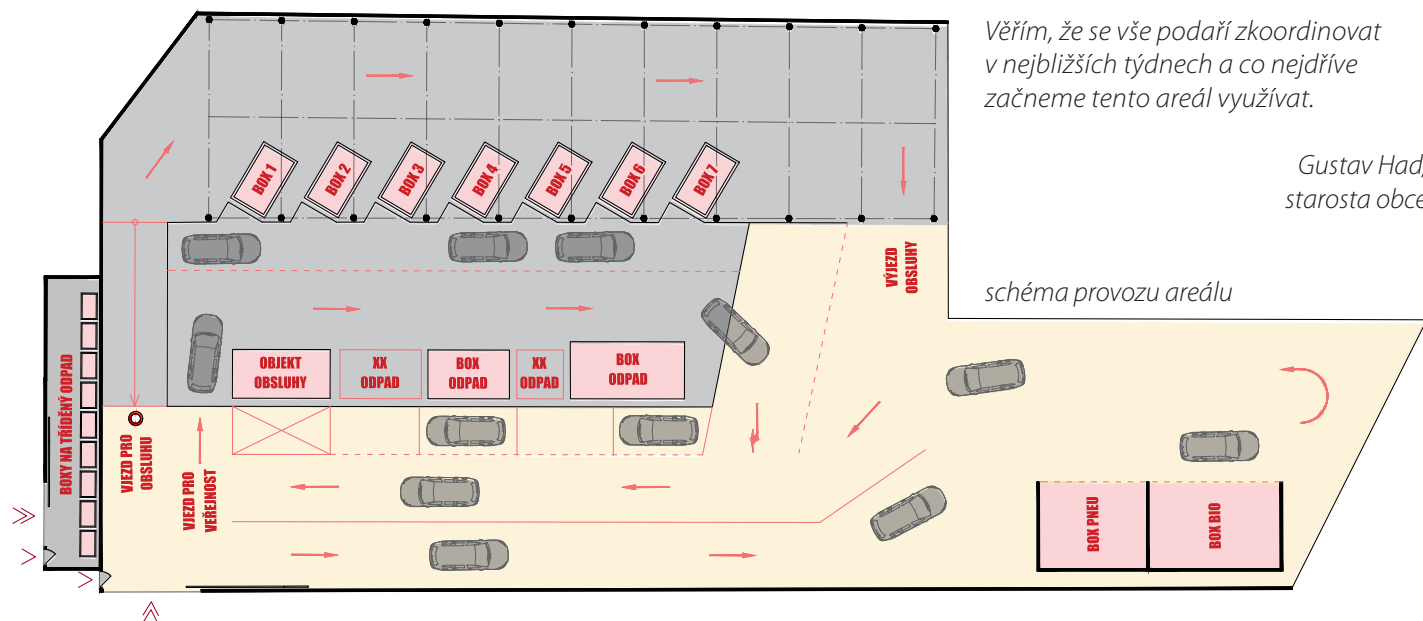 Věřím, že se vše podaří zkoordinovat
v nejbližších týdnech a co nejdříve
začneme tento areál využívat.
Gustav Had,
starosta obce
schéma provozu areálu
BOX 1
BOX 2
BOX 3
BOX 4
BOX 5
BOX 6
BOX 7
VÝJEZD
OBSLUHY
OBJEKT
OBSLUHY
XX
ODPAD
BOX
ODPAD
XX
ODPAD
BOX
ODPAD
BOXY NA TŘÍDĚNÝ ODPAD
VJEZD PRO
OBSLUHU
VJEZD PRO
VEŘEJNOST
BOX PNEU
BOX BIO